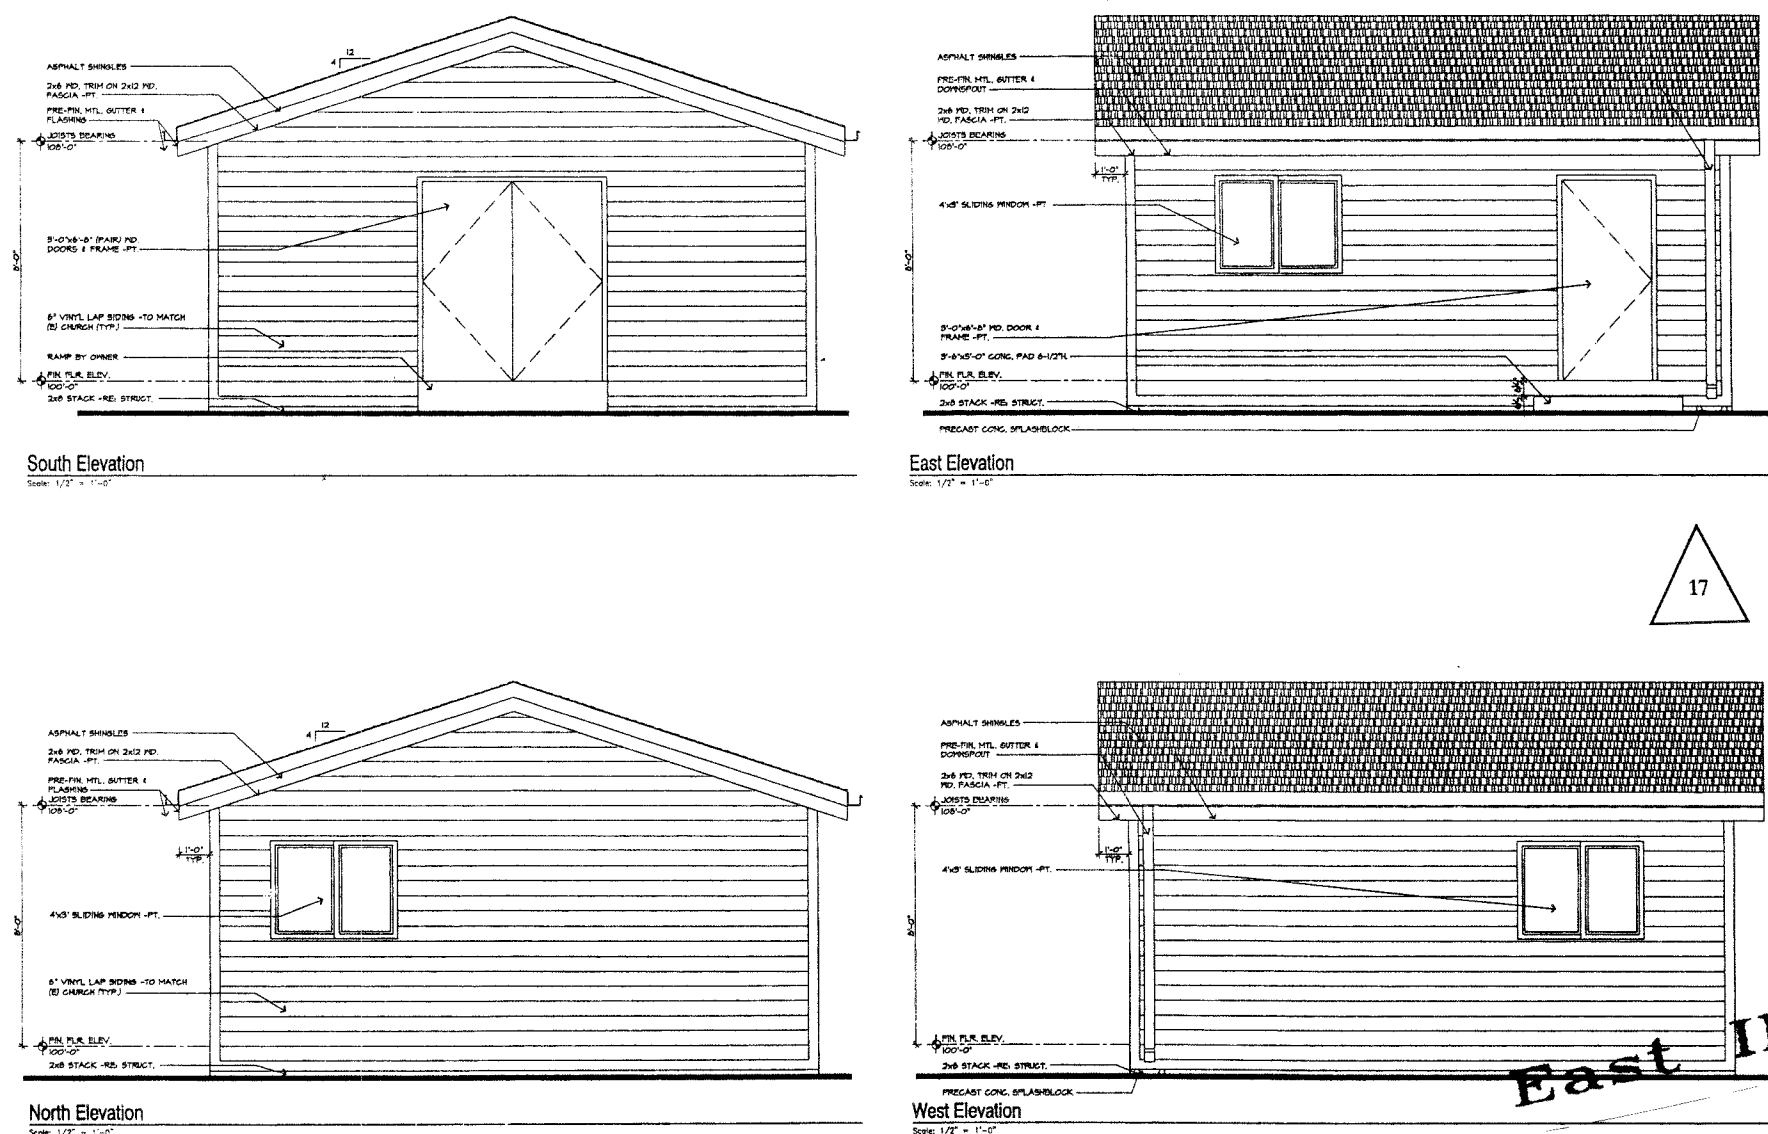 12
4
ASPHALT SHINGLES
2x6 WD. TRIM ON 2x12 WD.
FASCIA -PT.
PRE-FIN. MTL. GUTTER &
FLASHING
JOISTS BEARING
108'-0"
8'-0"
(PAIR) WD.
DOORS & FRAME -PT.
6" VINYL LAP SIDING -TO MATCH
(E) CHURCH (TYP.)
RAMP BY OWNER
FIN. FLR. ELEV.
100'-0"
2x8 STACK -RE: STRUCT.
South Elevation
Scale: 1/2" = 1'-0"
ASPHALT SHINGLES
PRE-FIN. MTL. GUTTER &
DOWNSPOUT
2x6 WD. TRIM ON 2x12
WD. FASCIA -PT.
JOISTS BEARING
108'-0"
1'-0"
TYP.
4'x3' SLIDING WINDOW -PT.
8'-0"
3'-0"x6'-8" WD. DOOR &
FRAME -PT.
CONC. PAD 6-1/2"H.
FIN. FLR. ELEV.
100'-0"
2x8 STACK -RE: STRUCT.
PRECAST CONC. SPLASHBLOCK
East Elevation
Scale: 1/2" = 1'-0"
17
12
4
ASPHALT SHINGLES
2x6 WD. TRIM ON 2x12 WD.
FASCIA -PT.
PRE-FIN. MTL. GUTTER &
FLASHING
JOISTS BEARING
108'-0"
1'-0"
TYP.
4'x3' SLIDING WINDOW -PT.
8'-0"
6" VINYL LAP SIDING -TO MATCH
(E) CHURCH (TYP.)
FIN. FLR. ELEV.
100'-0"
2x8 STACK -RE: STRUCT.
North Elevation
Scale: 1/2" = 1'-0"
ASPHALT SHINGLES
PRE-FIN. MTL. GUTTER &
DOWNSPOUT
2x6 WD. TRIM ON 2x12
WD. FASCIA -PT.
JOISTS BEARING
108'-0"
1'-0"
TYP.
4'x3' SLIDING WINDOW -PT.
8'-0"
FIN. FLR. ELEV.
100'-0"
2x8 STACK -RE: STRUCT.
PRECAST CONC. SPLASHBLOCK
West Elevation
Scale: 1/2" = 1'-0"
East